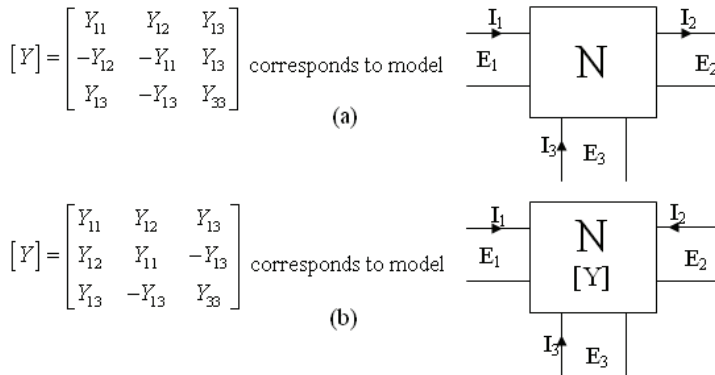 [Y] = [ Y₁₁ Y₁₂ Y₁₃
-Y₁₂ -Y₁₁ Y₁₃
Y₁₃ -Y₁₃ Y₃₃ ] corresponds to model
(a)
I₁ I₂
E₁ N E₂
I₃ E₃
[Y] = [ Y₁₁ Y₁₂ Y₁₃
Y₁₂ Y₁₁ -Y₁₃
Y₁₃ -Y₁₃ Y₃₃ ] corresponds to model
(b)
I₁ I₂
E₁ N E₂
[Y]
I₃ E₃